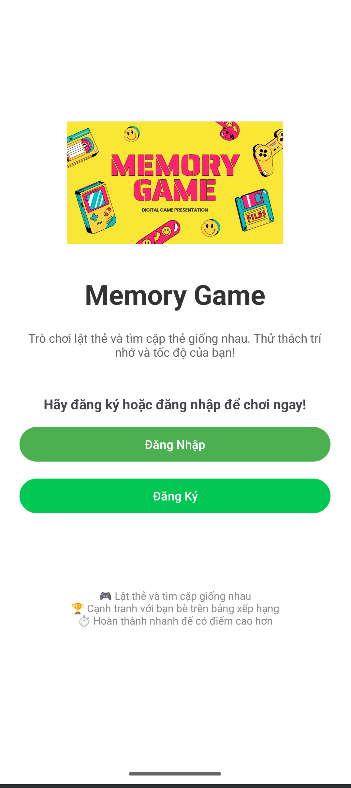 MEMORY
GAME
DIGITAL GAME PRESENTATION
Memory Game
Trò chơi lật thẻ và tìm cặp thẻ giống nhau. Thử thách trí
nhớ và tốc độ của bạn!
Hãy đăng ký hoặc đăng nhập để chơi ngay!
Đăng Nhập
Đăng Ký
🎮 Lật thẻ và tìm cặp giống nhau
🏆 Cạnh tranh với bạn bè trên bảng xếp hạng
⏱️ Hoàn thành nhanh để có điểm cao hơn